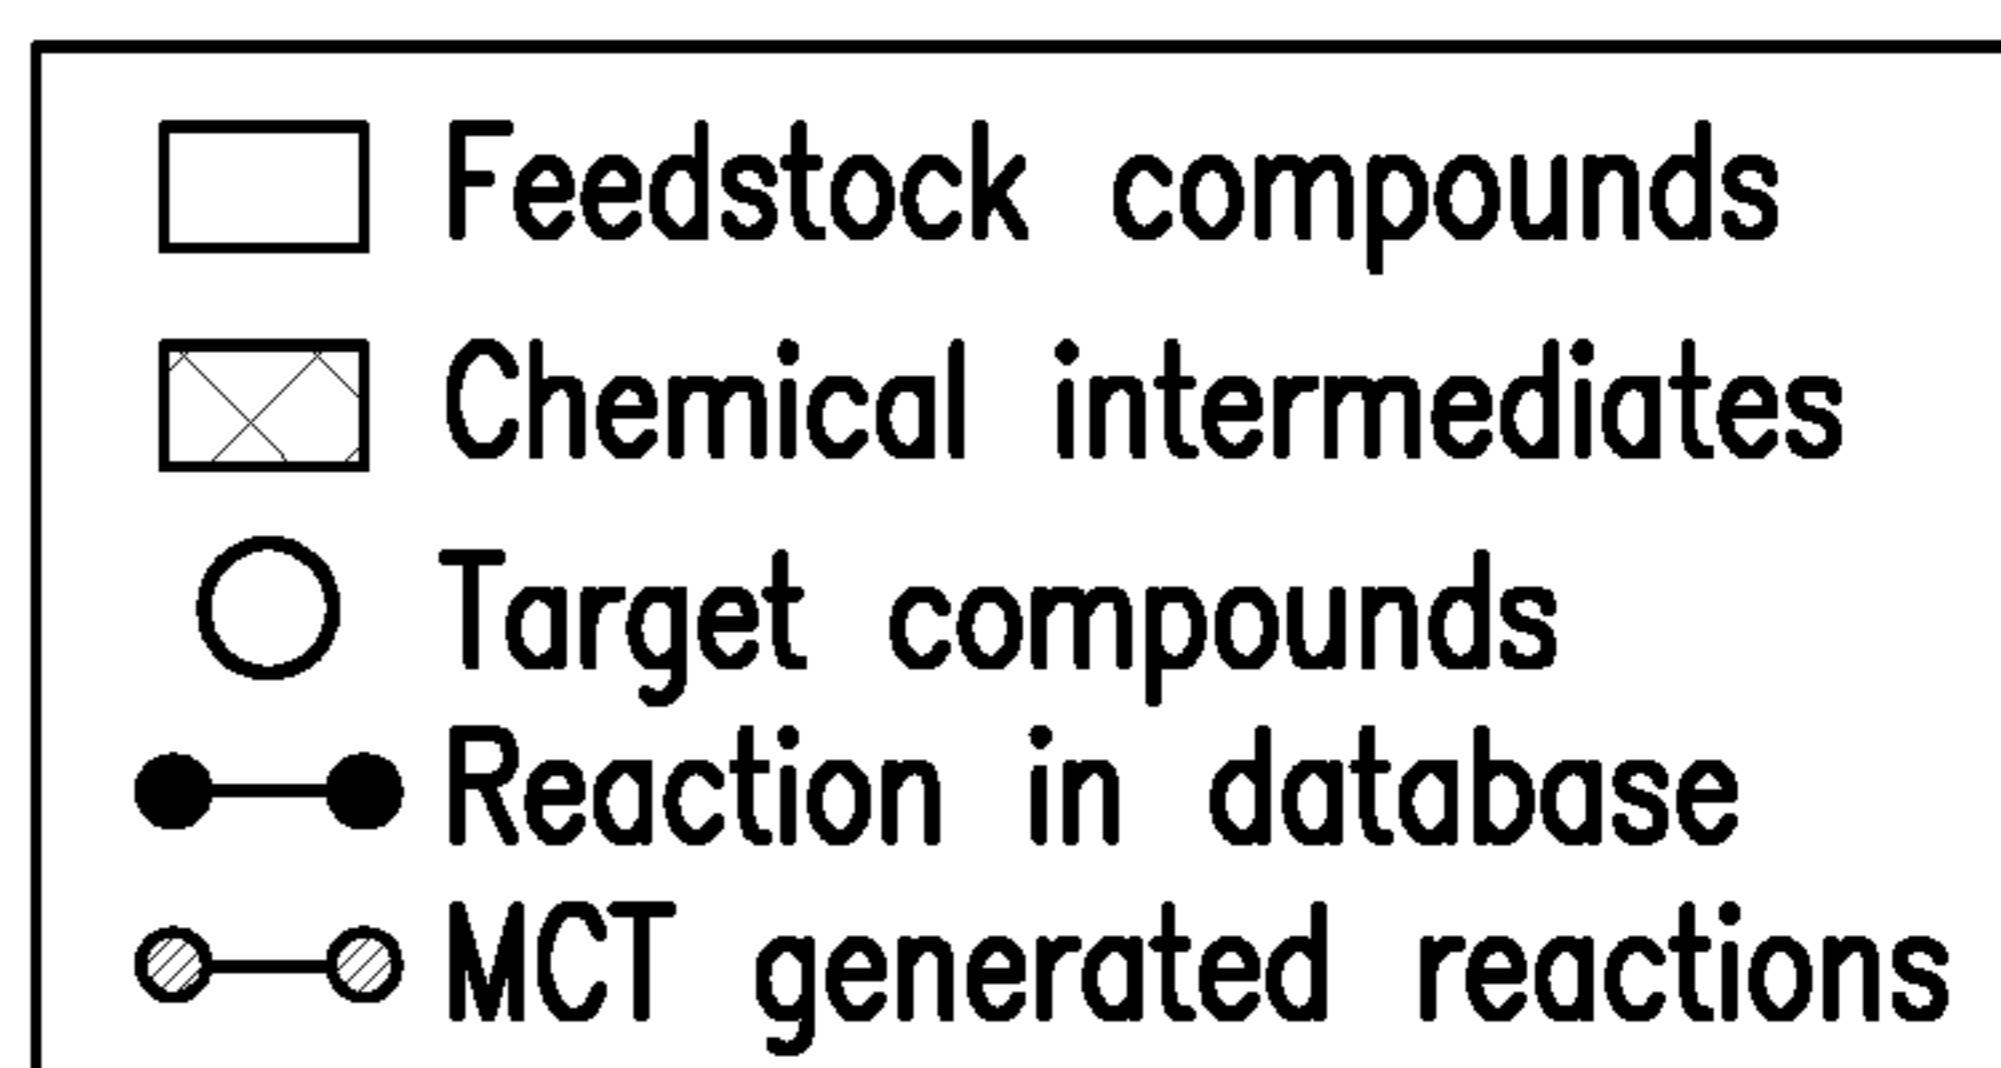 Feedstock compounds
Chemical intermediates
Target compounds
Reaction in database
MCT generated reactions